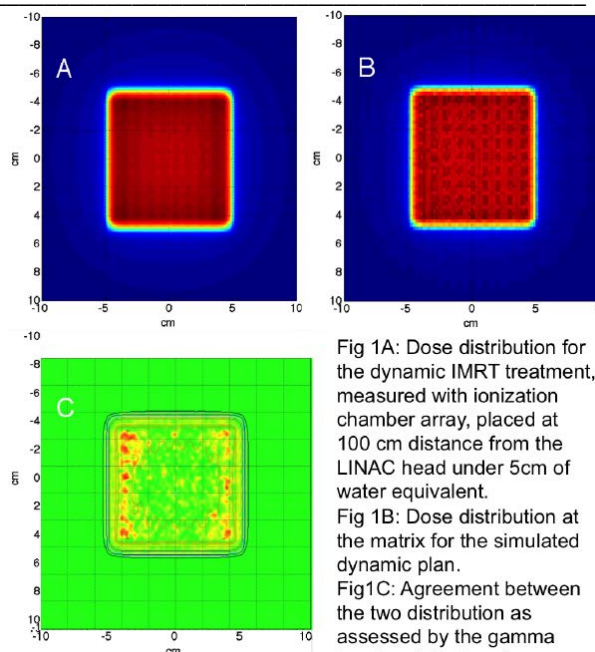 -10
-8
-6
-4
-2
0
2
4
6
8
10
-10
-5
0
5
10
cm
cm
A
-10
-8
-6
-4
-2
0
2
4
6
8
10
-10
-5
0
5
cm
cm
B
-10
-8
-6
-4
-2
0
2
4
6
8
10
-10
-5
0
5
10
cm
cm
C
Fig 1A: Dose distribution for
the dynamic IMRT treatment,
measured with ionization
chamber array, placed at
100 cm distance from the
LINAC head under 5cm of
water equivalent.
Fig 1B: Dose distribution at
the matrix for the simulated
dynamic plan.
Fig1C: Agreement between
the two distribution as
assessed by the gamma